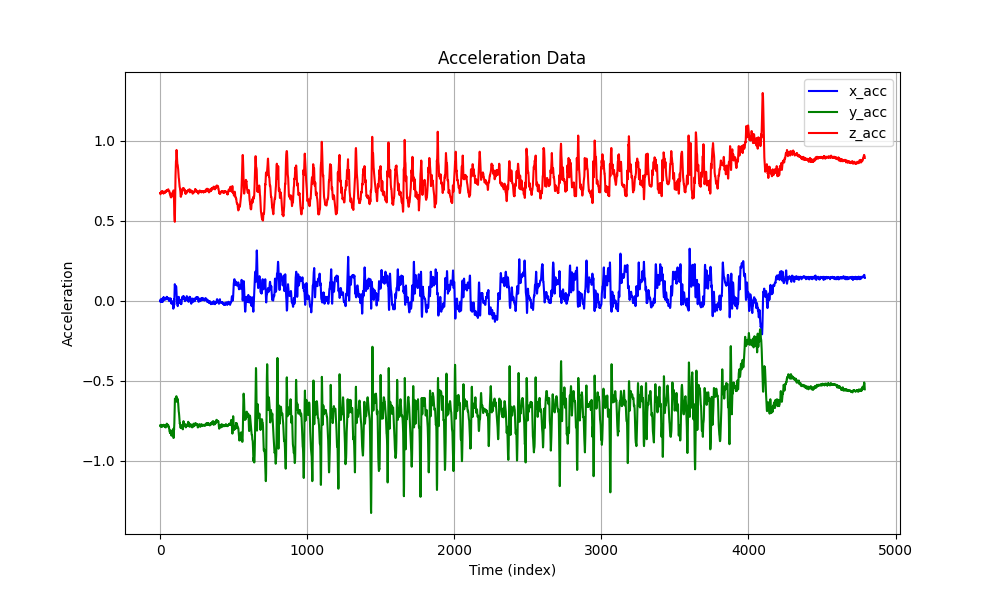 Acceleration Data
x_acc
y_acc
z_acc
1.0
0.5
0.0
−0.5
−1.0
Acceleration
0 1000 2000 3000 4000 5000
Time (index)